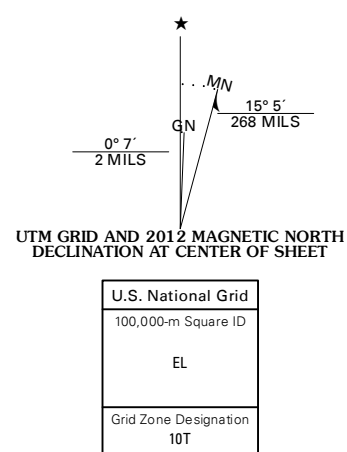 ★
MN
GN
15° 5´
268 MILS
0° 7´
2 MILS
UTM GRID AND 2012 MAGNETIC NORTH
DECLINATION AT CENTER OF SHEET
U.S. National Grid
100,000-m Square ID
EL
Grid Zone Designation
10T